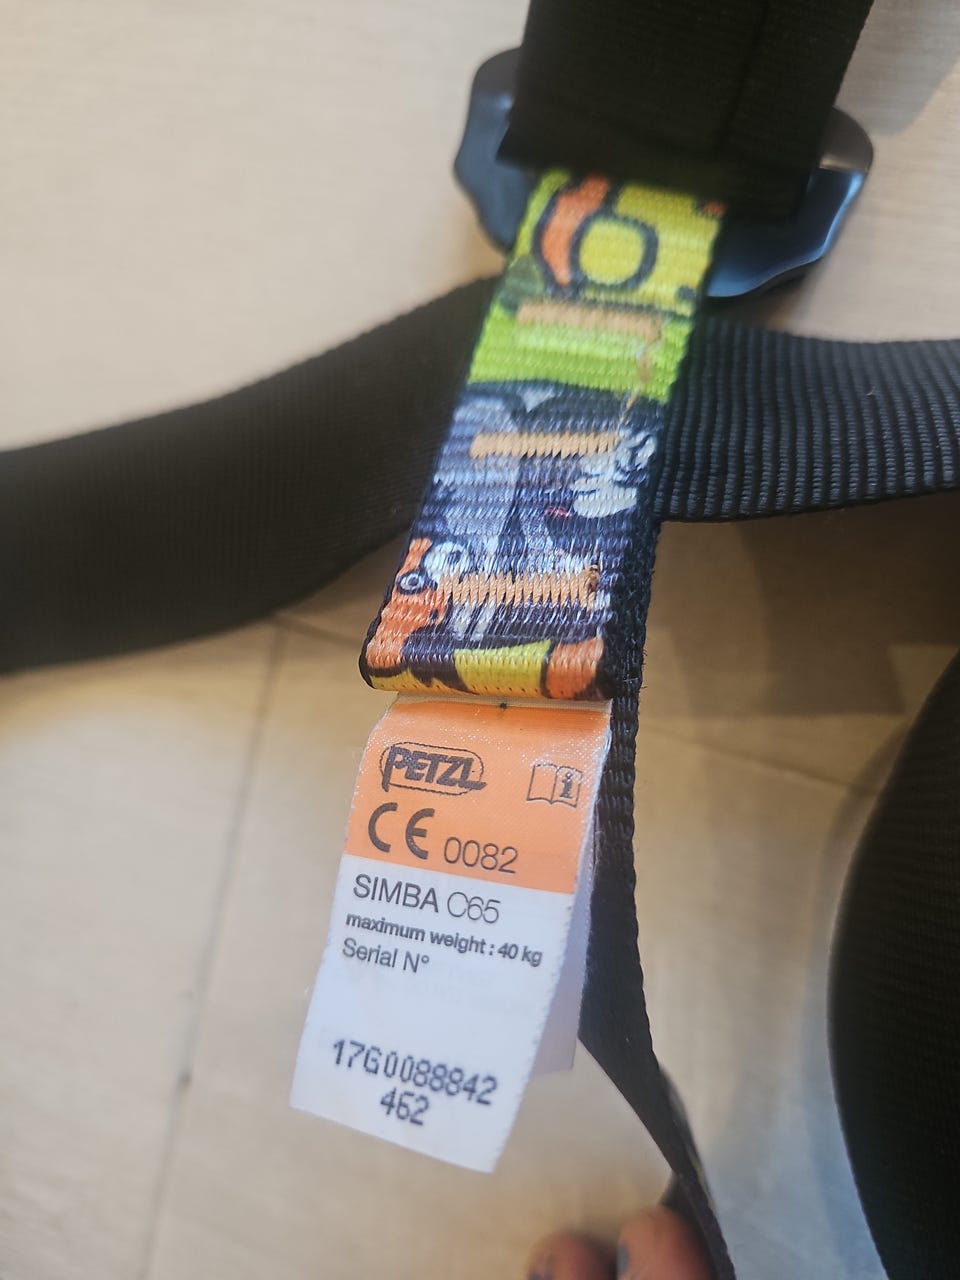 PETZL
i
CE 0082
SIMBA C65
maximum weight : 40 kg
Serial N°
17G0088842
462